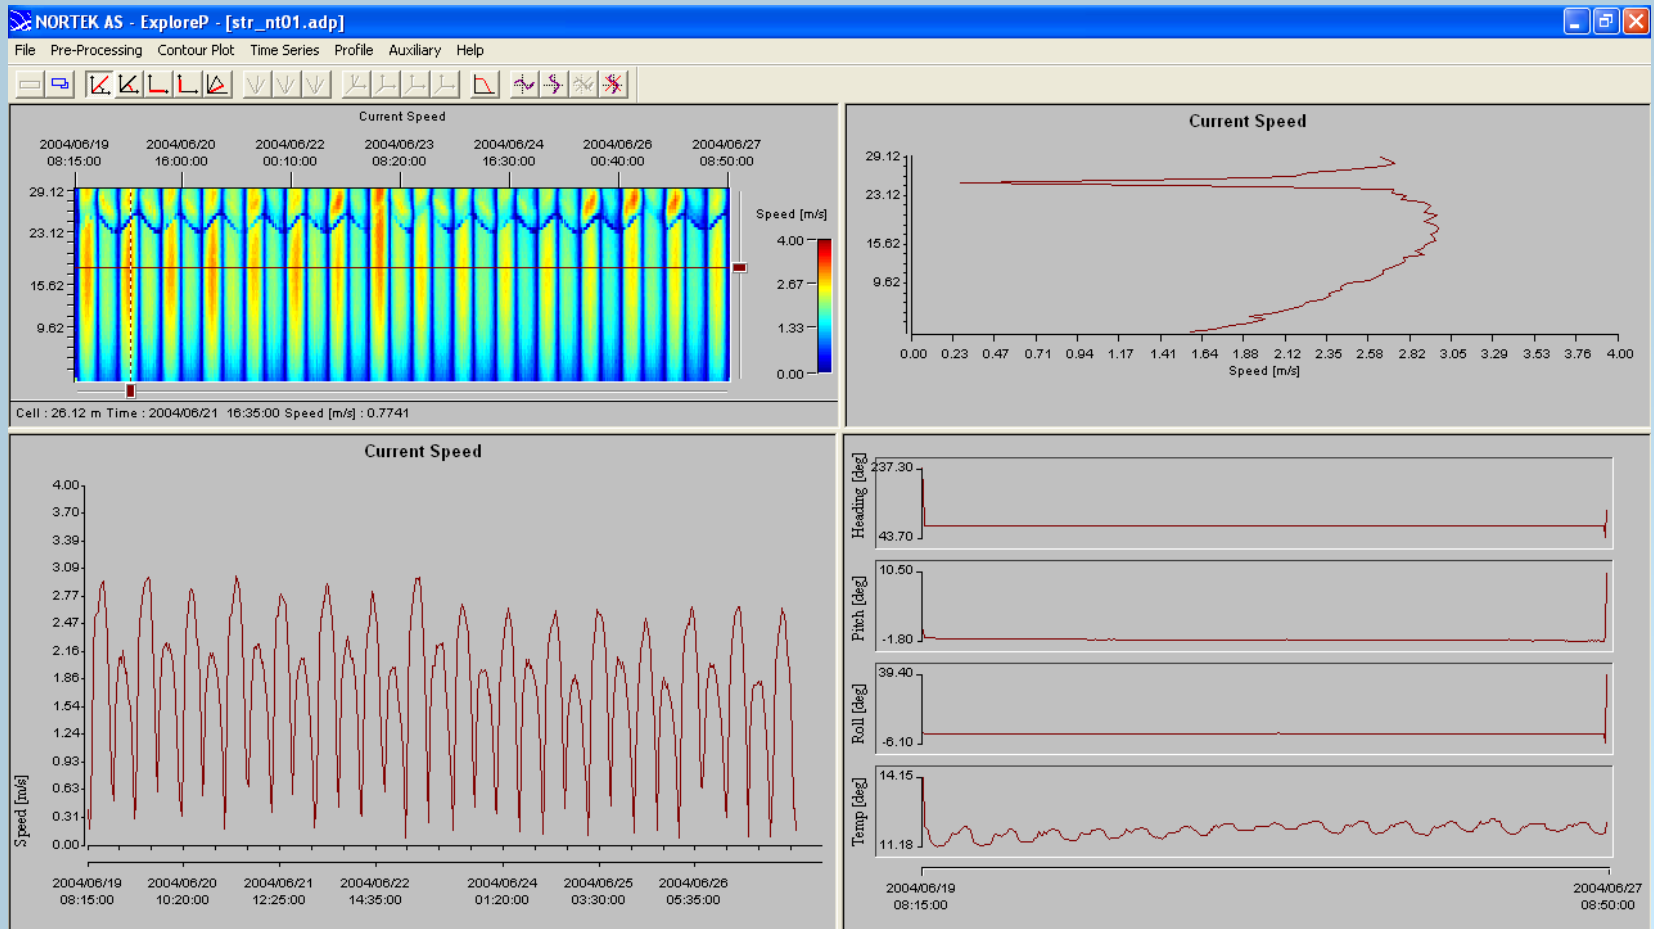 NORTEK AS - ExploreP - [str_nt01.adp]
File Pre-Processing Contour Plot Time Series Profile Auxiliary Help
Current Speed
2004/06/19 2004/06/20 2004/06/22 2004/06/23 2004/06/24 2004/06/26 2004/06/27
08:15:00 16:00:00 00:10:00 08:20:00 16:30:00 00:40:00 08:50:00
29.12
23.12
15.62
9.62
Speed [m/s]
4.00
2.67
1.33
0.00
Cell : 26.12 m Time : 2004/06/21 16:35:00 Speed [m/s] : 0.7741
Current Speed
29.12
23.12
15.62
9.62
0.00 0.23 0.47 0.71 0.94 1.17 1.41 1.64 1.88 2.12 2.35 2.58 2.82 3.05 3.29 3.53 3.76 4.00
Speed [m/s]
Current Speed
4.00
3.70
3.39
3.09
2.77
2.47
2.16
1.86
1.54
1.24
0.93
0.63
0.31
0.00
Speed [m/s]
2004/06/19 2004/06/20 2004/06/21 2004/06/22 2004/06/24 2004/06/25 2004/06/26
08:15:00 10:20:00 12:25:00 14:35:00 01:20:00 03:30:00 05:35:00
Heading [deg]
237.30
43.70
Pitch [deg]
10.50
-1.80
Roll [deg]
39.40
-6.10
Temp [deg]
14.15
11.18
2004/06/19 2004/06/27
08:15:00 08:50:00